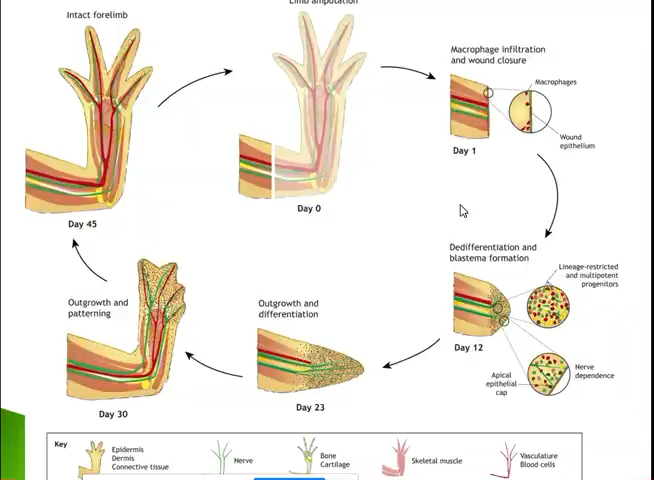 Limb amputation
Intact forelimb
Macrophage infiltration
and wound closure
Macrophages
Wound
epithelium
Day 1
Day 0
Day 45
Dedifferentiation and
blastema formation
Lineage-restricted
and multipotent
progenitors
Outgrowth and
patterning
Outgrowth and
differentiation
Day 12
Nerve
dependence
Apical
epithelial
cap
Day 30
Day 23
Key
Epidermis
Dermis
Connective tissue
Nerve
Bone
Cartilage
Skeletal muscle
Vasculature
Blood cells